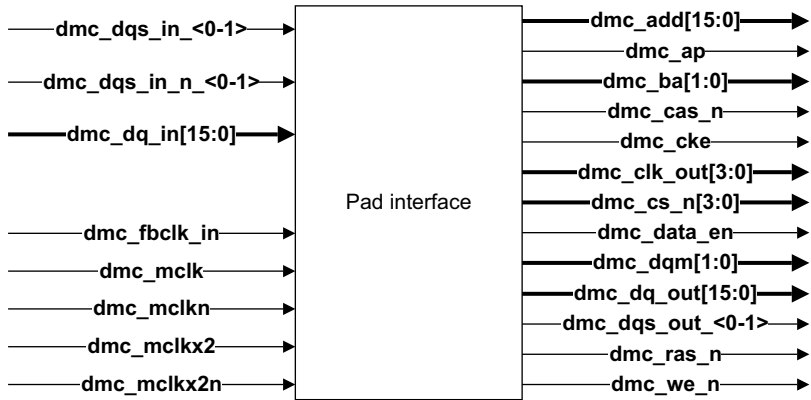 dmc_dqs_in_<0-1>
dmc_dqs_in_n_<0-1>
dmc_dq_in[15:0]
dmc_fbclk_in
dmc_mclk
dmc_mclkn
dmc_mclkx2
dmc_mclkx2n
Pad interface
dmc_add[15:0]
dmc_ap
dmc_ba[1:0]
dmc_cas_n
dmc_cke
dmc_clk_out[3:0]
dmc_cs_n[3:0]
dmc_data_en
dmc_dqm[1:0]
dmc_dq_out[15:0]
dmc_dqs_out_<0-1>
dmc_ras_n
dmc_we_n